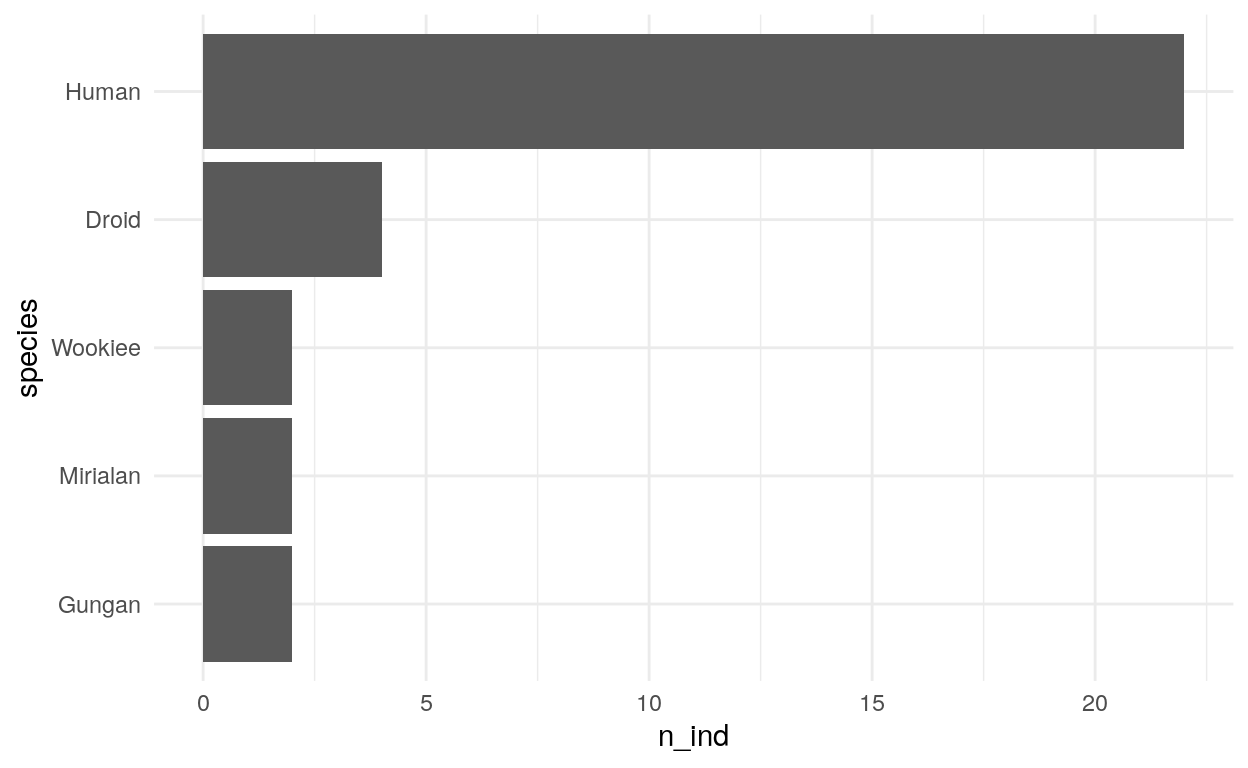 Human
Droid
Wookiee
Mirialan
Gungan
species
0 5 10 15 20
n_ind